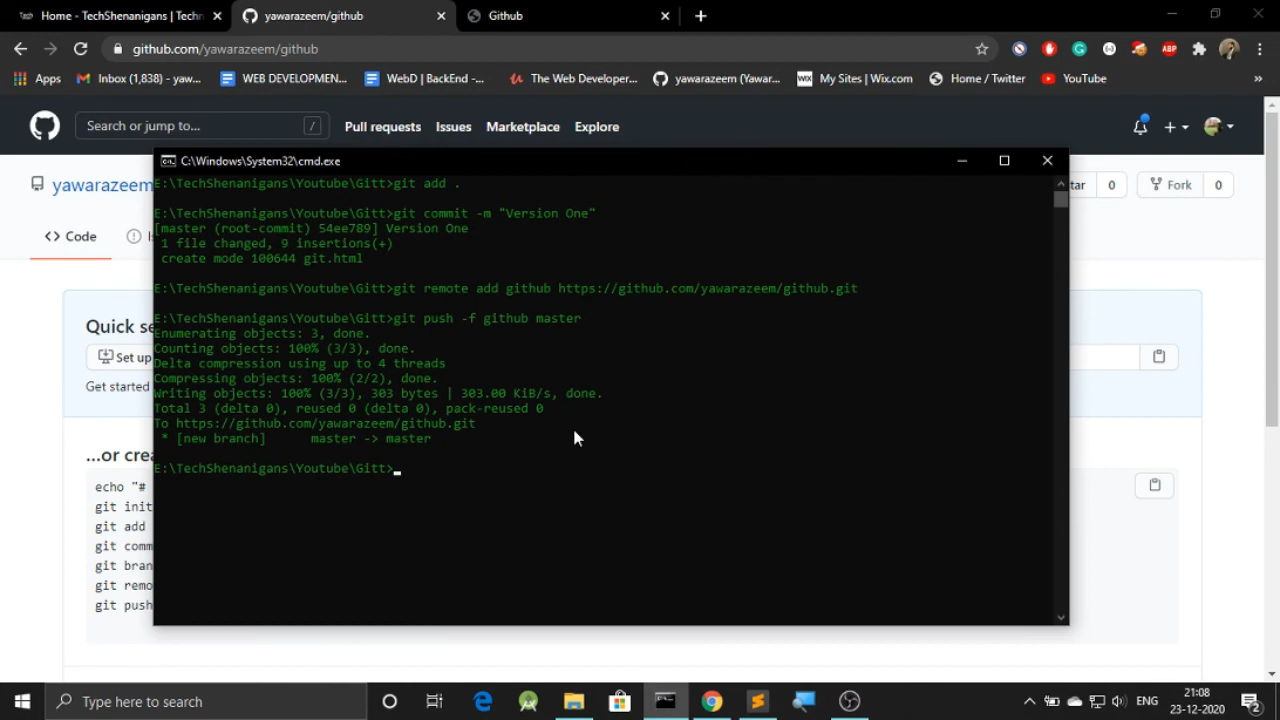 Home - TechShenanigans | Techn
yawarazeem/github
Github
github.com/yawarazeem/github
Apps
Inbox (1,838) - yaw...
WEB DEVELOPMEN...
WebD | BackEnd -...
The Web Developer...
yawarazeem (Yawar...
My Sites | Wix.com
Home / Twitter
YouTube
»
Search or jump to...
/
Pull requests
Issues
Marketplace
Explore
C:\Windows\System32\cmd.exe
yawarazeem
tar
0
Fork
0
<> Code
E:\TechShenanigans\Youtube\Gitt>git add .
E:\TechShenanigans\Youtube\Gitt>git commit -m "Version One"
[master (root-commit) 54ee789] Version One
1 file changed, 9 insertions(+)
create mode 100644 git.html
E:\TechShenanigans\Youtube\Gitt>git remote add github https://github.com/yawarazeem/github.git
E:\TechShenanigans\Youtube\Gitt>git push -f github master
Enumerating objects: 3, done.
Counting objects: 100% (3/3), done.
Delta compression using up to 4 threads
Compressing objects: 100% (2/2), done.
Writing objects: 100% (3/3), 303 bytes | 303.00 KiB/s, done.
Total 3 (delta 0), reused 0 (delta 0), pack-reused 0
To https://github.com/yawarazeem/github.git
* [new branch] master -> master
E:\TechShenanigans\Youtube\Gitt>
Quick se
Set up
Get started
...or crea
echo "#
git init
git add
git comm
git bran
git remo
git push
Type here to search
ENG
21:08
23-12-2020
2